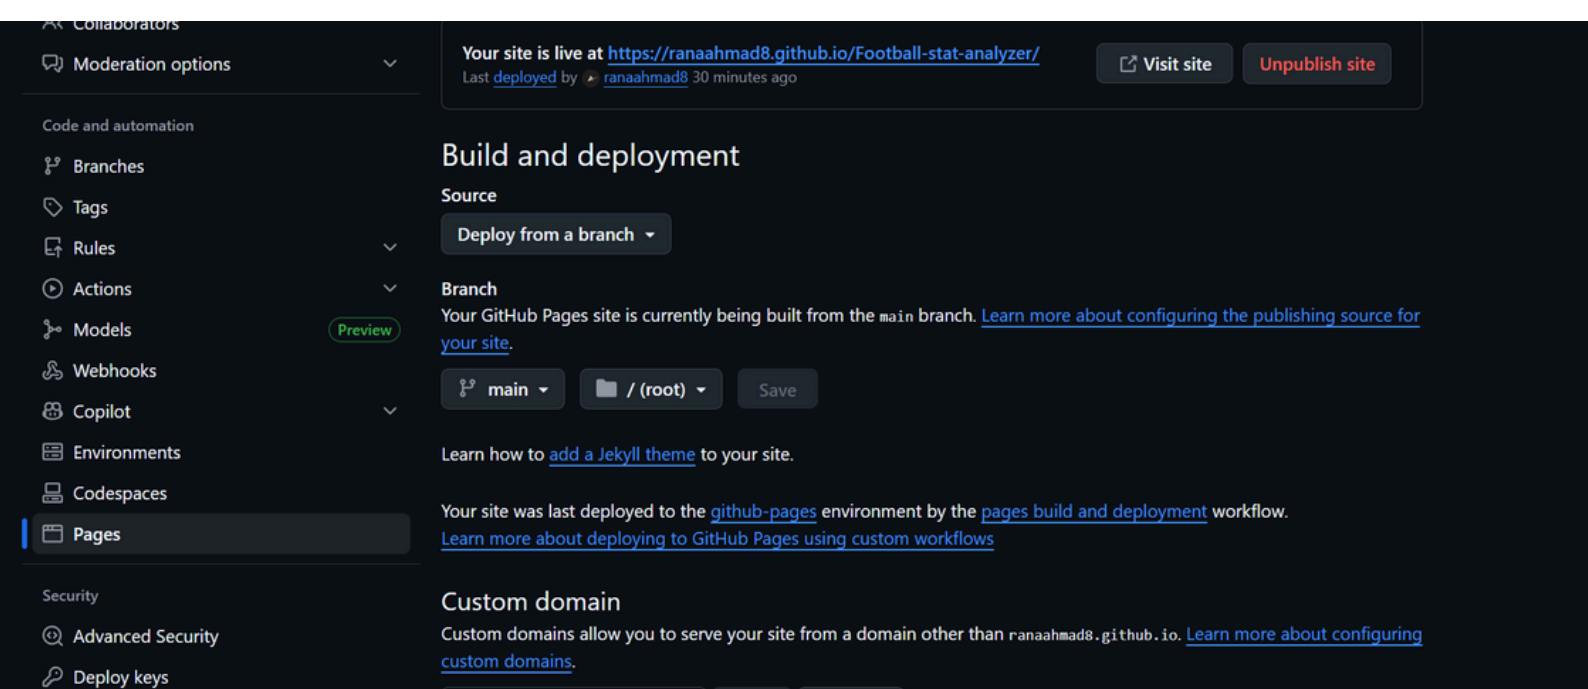 Collaborators
Moderation options
Code and automation
Branches
Tags
Rules
Actions
Models Preview
Webhooks
Copilot
Environments
Codespaces
Pages
Security
Advanced Security
Deploy keys
Your site is live at https://ranaahmad8.github.io/Football-stat-analyzer/
Last deployed by ranaahmad8 30 minutes ago
Visit site
Unpublish site
Build and deployment
Source
Deploy from a branch
Branch
Your GitHub Pages site is currently being built from the main branch. Learn more about configuring the publishing source for
your site.
main / (root) Save
Learn how to add a Jekyll theme to your site.
Your site was last deployed to the github-pages environment by the pages build and deployment workflow.
Learn more about deploying to GitHub Pages using custom workflows
Custom domain
Custom domains allow you to serve your site from a domain other than ranaahmad8.github.io. Learn more about configuring
custom domains.